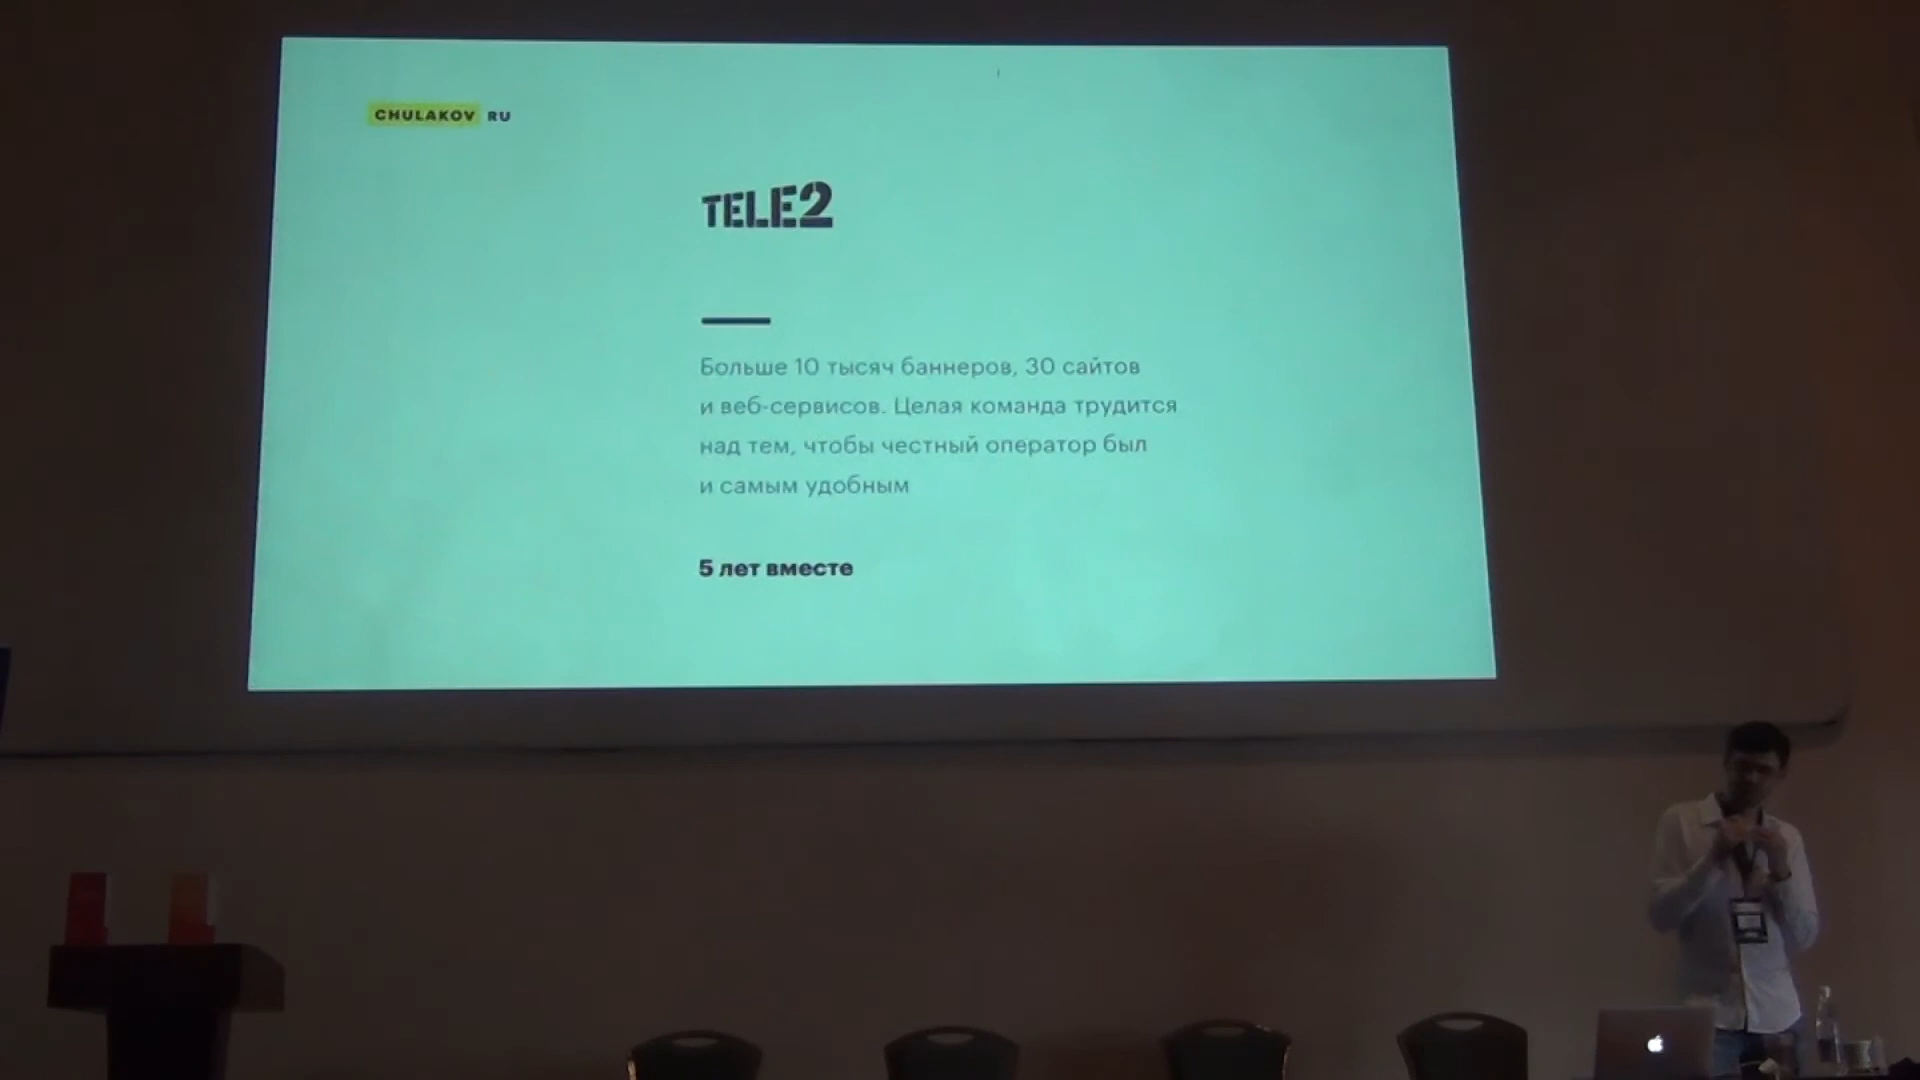 CHULAKOV RU
TELE2
Больше 10 тысяч баннеров, 30 сайтов
и веб-сервисов. Целая команда трудится
над тем, чтобы честный оператор был
и самым удобным
5 лет вместе